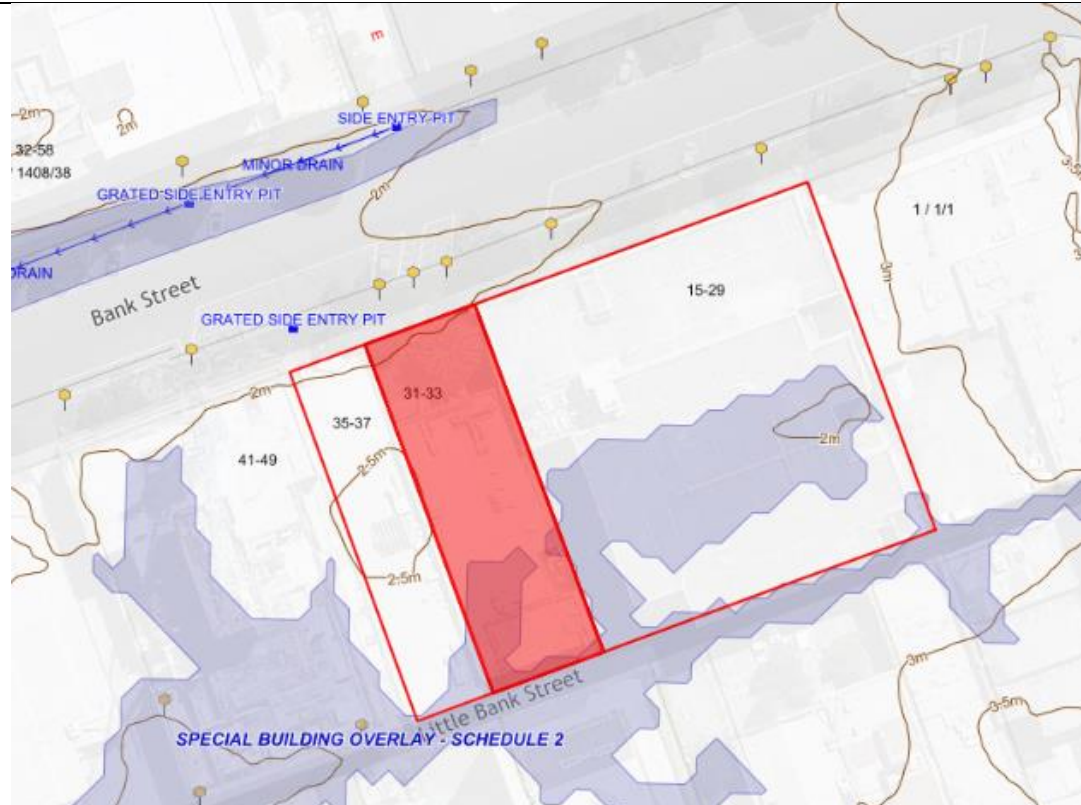 m
SIDE ENTRY PIT
2m
2m
32-58
1408/38
MINOR DRAIN
GRATED SIDE ENTRY PIT
2m
1 / 1/1
3m
DRAIN
Bank Street
15-29
GRATED SIDE ENTRY PIT
2m
31-33
35-37
2m
41-49
2-5m
2-5m
3m
Little Bank Street
3-5m
SPECIAL BUILDING OVERLAY - SCHEDULE 2